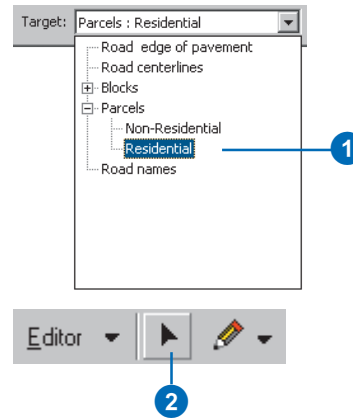 Target: Parcels : Residential
Road edge of pavement
Road centerlines
Blocks
Parcels
Non-Residential
Residential
1
Road names
Editor
2